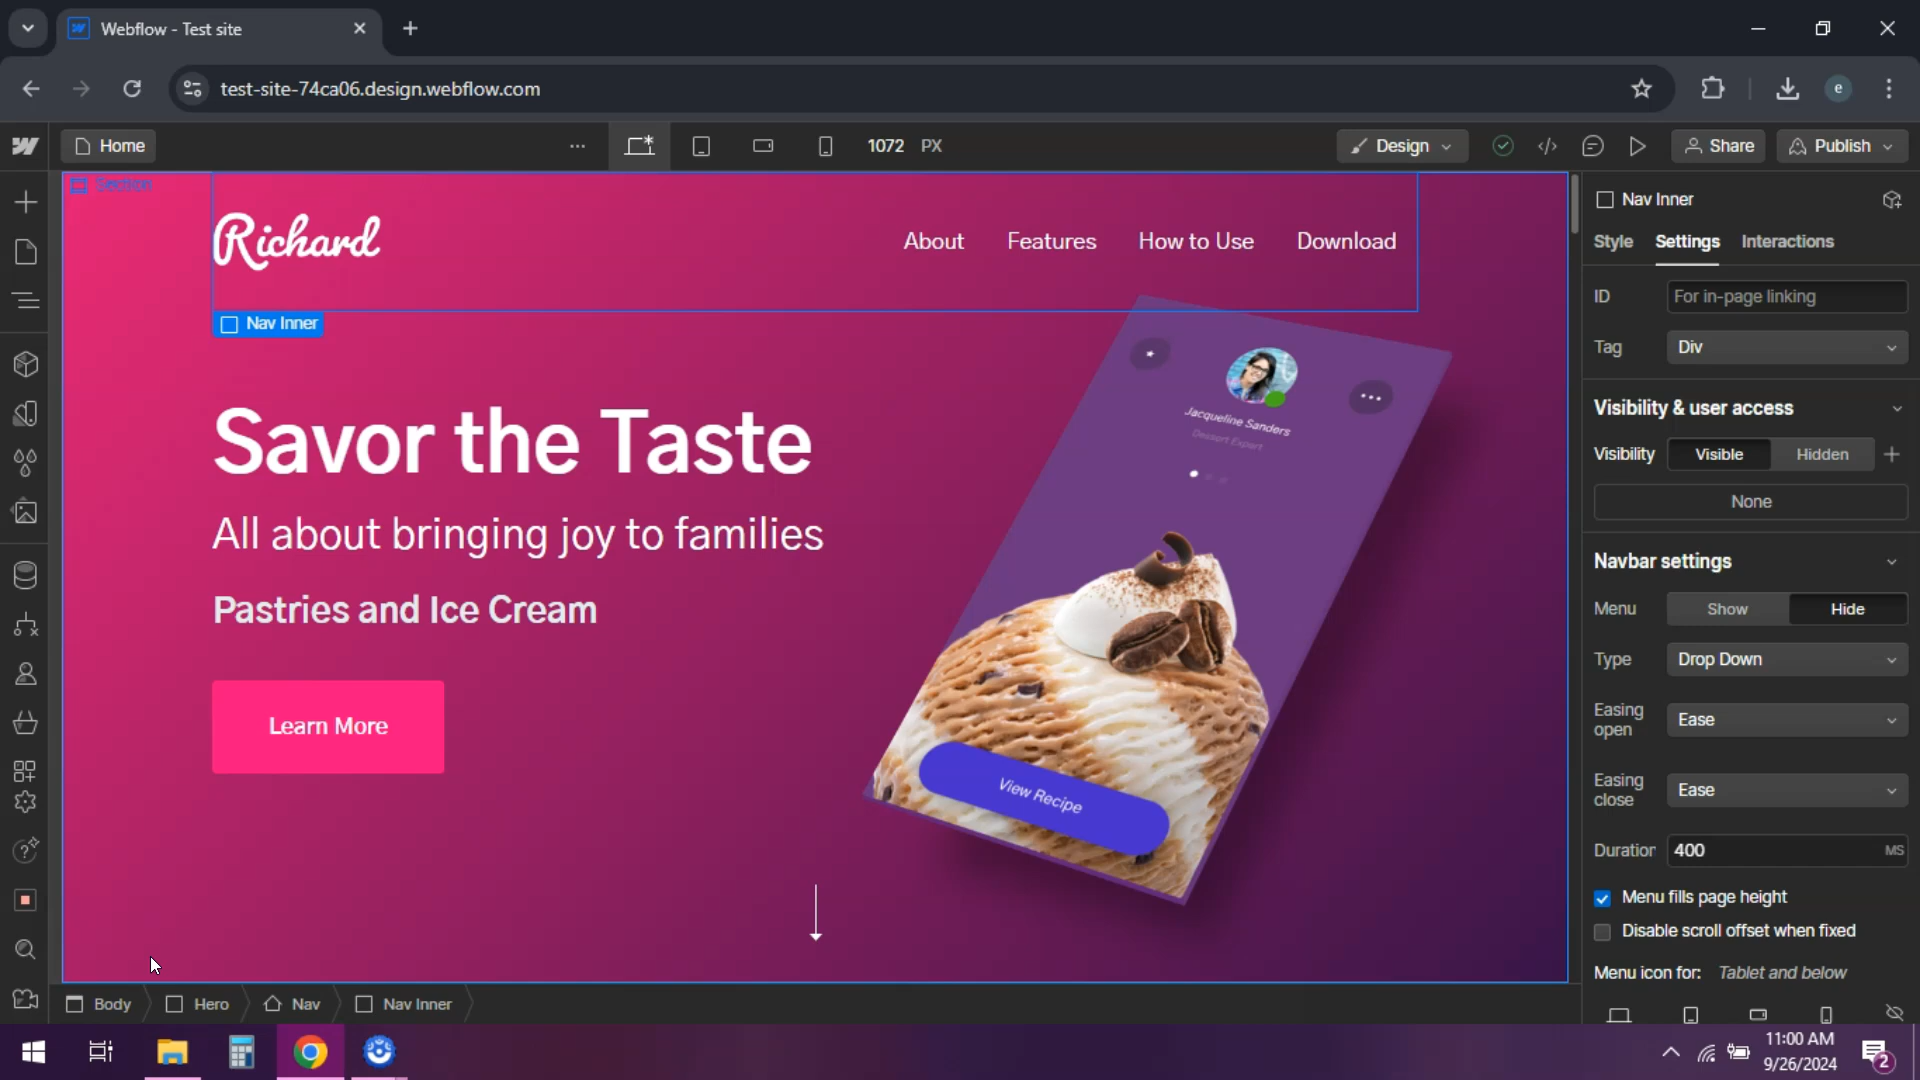 Webflow - Test site
test-site-74ca06.design.webflow.com
e
Home
1072 PX
Design
Share
Publish
Section
Richard
About Features How to Use Download
Nav Inner
Savor the Taste
All about bringing joy to families
Pastries and Ice Cream
Learn More
Jacqueline Sanders
Dessert Expert
View Recipe
Nav Inner
Style Settings Interactions
ID For in-page linking
Tag Div
Visibility & user access
Visibility Visible Hidden
None
Navbar settings
Menu Show Hide
Type Drop Down
Easing open Ease
Easing close Ease
Duration 400 MS
Menu fills page height
Disable scroll offset when fixed
Menu icon for: Tablet and below
Body Hero Nav Nav Inner
11:00 AM
9/26/2024
2